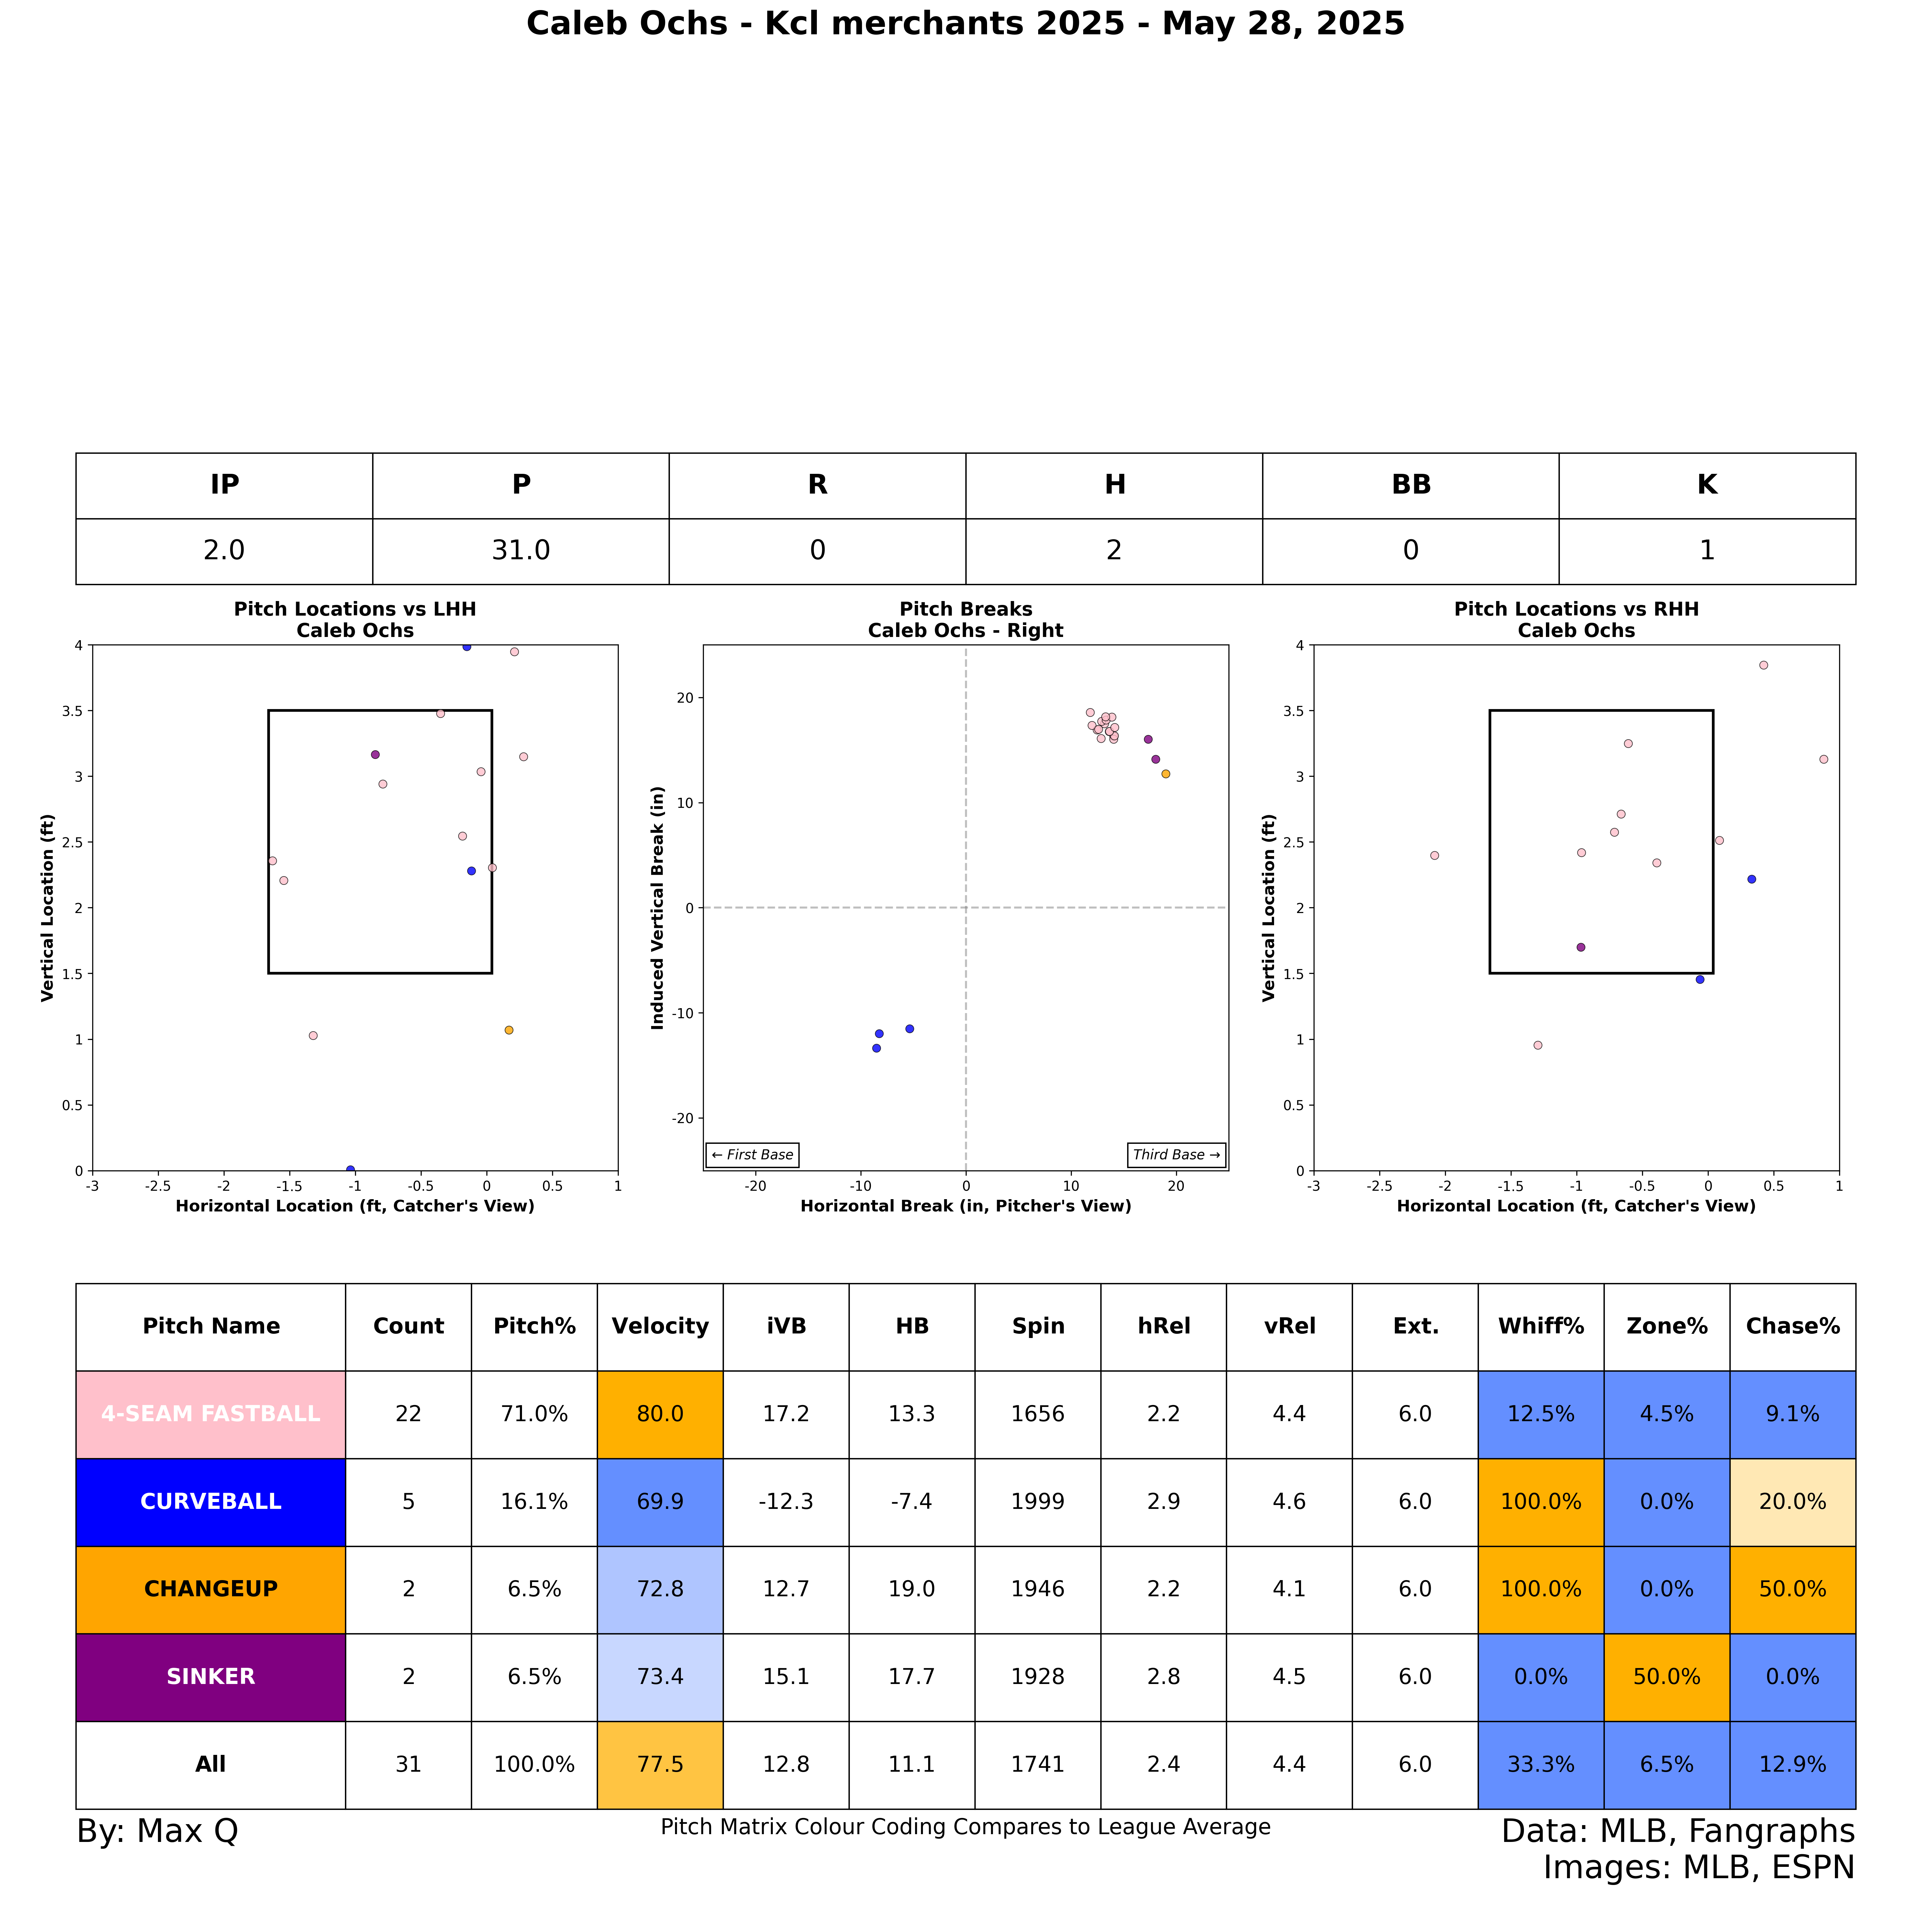 Caleb Ochs - Kcl merchants 2025 - May 28, 2025
IP P R H BB K
2.0 31.0 0 2 0 1
Pitch Locations vs LHH
Caleb Ochs
4
3.5
3
2.5
2
1.5
1
0.5
0
Vertical Location (ft)
-3 -2.5 -2 -1.5 -1 -0.5 0 0.5 1
Horizontal Location (ft, Catcher's View)
Pitch Breaks
Caleb Ochs - Right
20
10
0
-10
-20
Induced Vertical Break (in)
← First Base
Third Base →
-20 -10 0 10 20
Horizontal Break (in, Pitcher's View)
Pitch Locations vs RHH
Caleb Ochs
4
3.5
3
2.5
2
1.5
1
0.5
0
Vertical Location (ft)
-3 -2.5 -2 -1.5 -1 -0.5 0 0.5 1
Horizontal Location (ft, Catcher's View)
Pitch Name Count Pitch% Velocity iVB HB Spin hRel vRel Ext. Whiff% Zone% Chase%
4-SEAM FASTBALL 22 71.0% 80.0 17.2 13.3 1656 2.2 4.4 6.0 12.5% 4.5% 9.1%
CURVEBALL 5 16.1% 69.9 -12.3 -7.4 1999 2.9 4.6 6.0 100.0% 0.0% 20.0%
CHANGEUP 2 6.5% 72.8 12.7 19.0 1946 2.2 4.1 6.0 100.0% 0.0% 50.0%
SINKER 2 6.5% 73.4 15.1 17.7 1928 2.8 4.5 6.0 0.0% 50.0% 0.0%
All 31 100.0% 77.5 12.8 11.1 1741 2.4 4.4 6.0 33.3% 6.5% 12.9%
By: Max Q
Pitch Matrix Colour Coding Compares to League Average
Data: MLB, Fangraphs
Images: MLB, ESPN